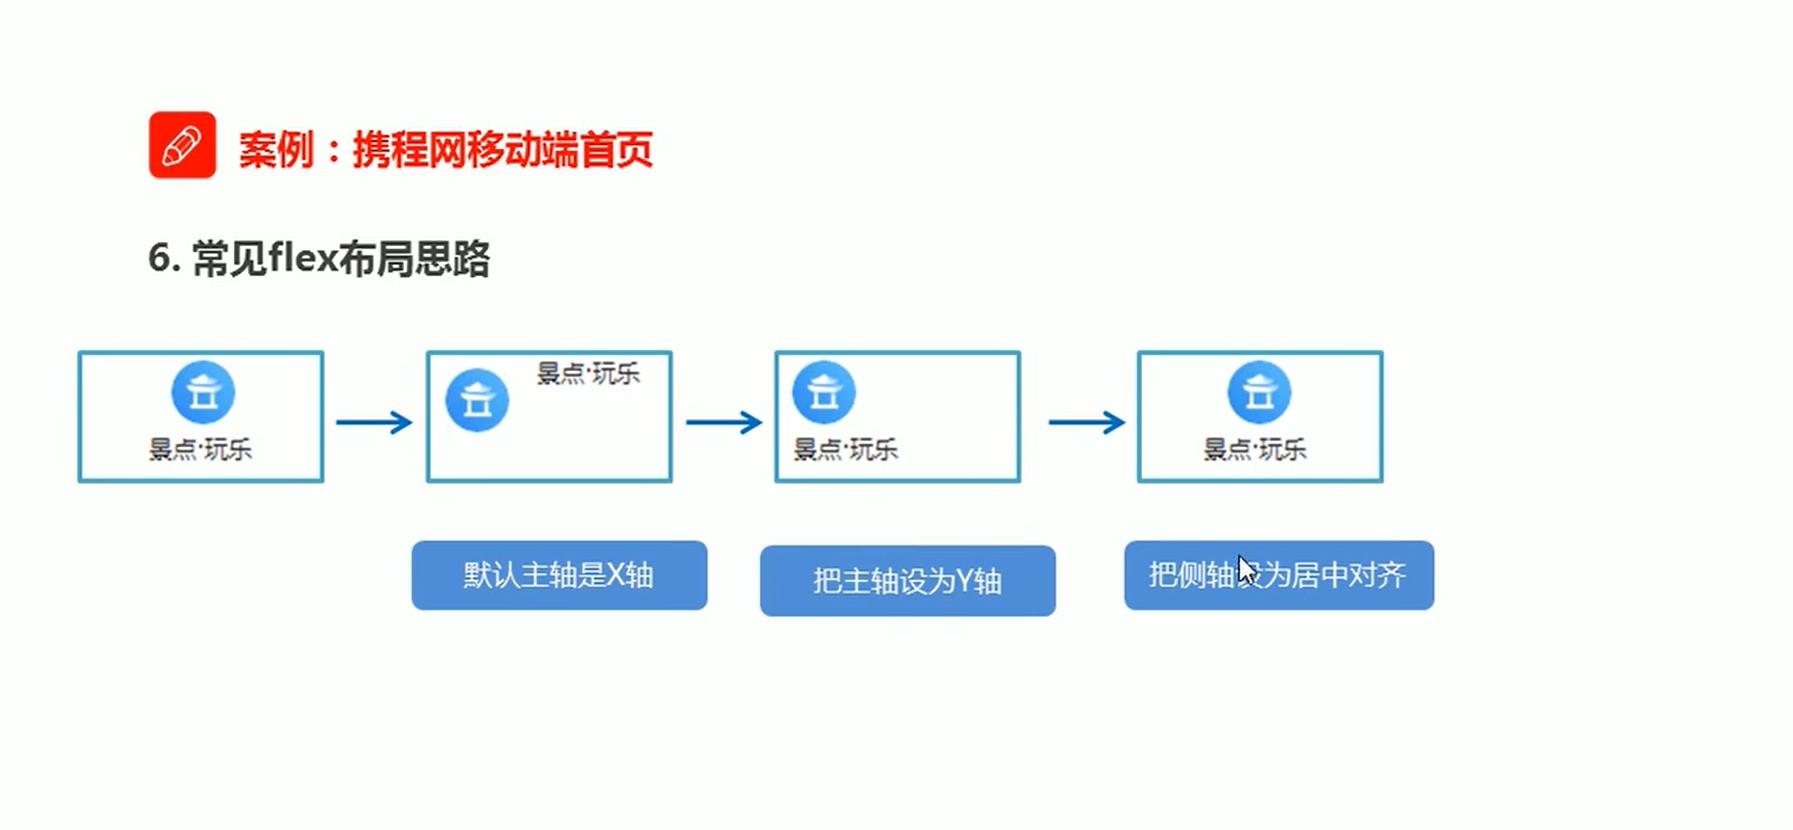 案例：携程网移动端首页
6. 常见flex布局思路
景点·玩乐
景点·玩乐
景点·玩乐
景点·玩乐
默认主轴是X轴
把主轴设为Y轴
把侧轴设为居中对齐